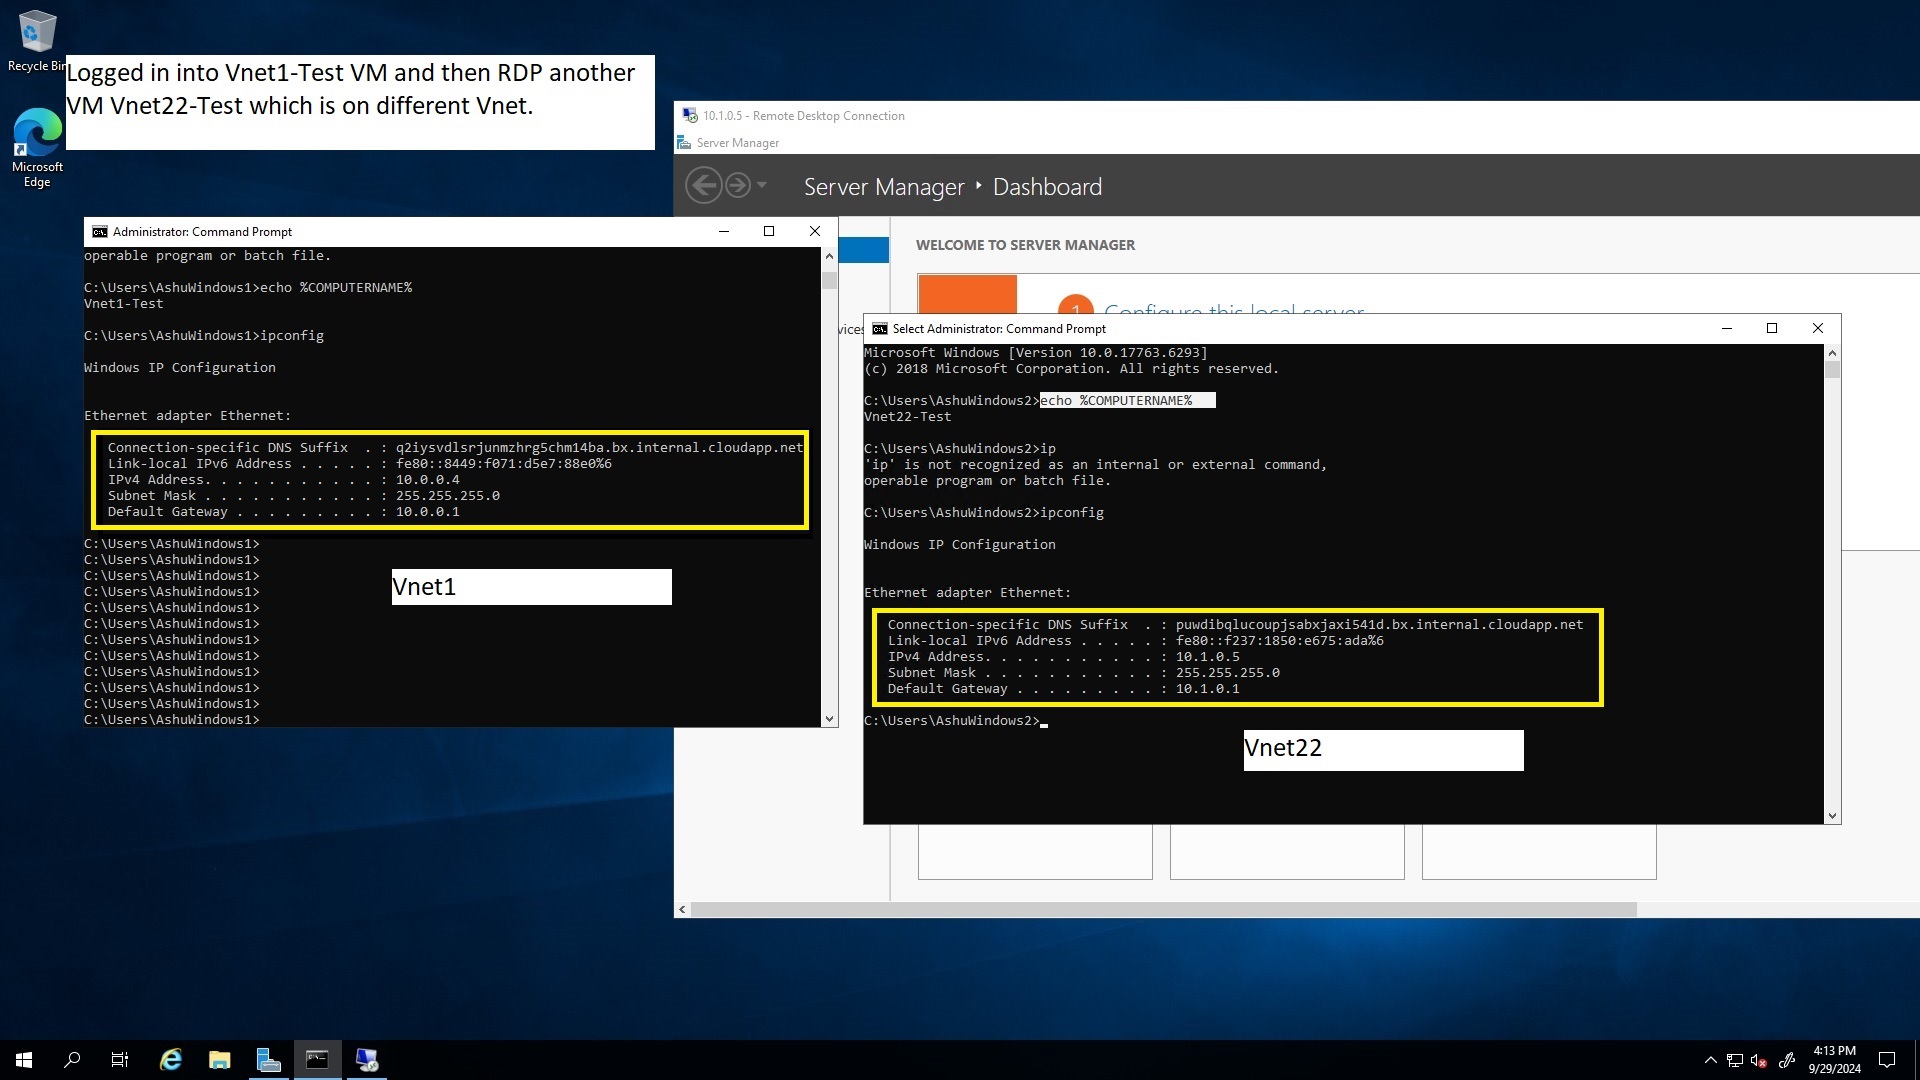 Recycle Bin
Logged in into Vnet1-Test VM and then RDP another
VM Vnet22-Test which is on different Vnet.
Microsoft
Edge
10.1.0.5 - Remote Desktop Connection
Server Manager
Server Manager ‣ Dashboard
WELCOME TO SERVER MANAGER
1 Configure this local server
Administrator: Command Prompt
operable program or batch file.
C:\Users\AshuWindows1>echo %COMPUTERNAME%
Vnet1-Test
C:\Users\AshuWindows1>ipconfig
Windows IP Configuration
Ethernet adapter Ethernet:
Connection-specific DNS Suffix  . : q2iysvdlsrjunmzhrg5chm14ba.bx.internal.cloudapp.net
Link-local IPv6 Address . . . . . : fe80::8449:f071:d5e7:88e0%6
IPv4 Address. . . . . . . . . . . : 10.0.0.4
Subnet Mask . . . . . . . . . . . : 255.255.255.0
Default Gateway . . . . . . . . . : 10.0.0.1
C:\Users\AshuWindows1>
C:\Users\AshuWindows1>
C:\Users\AshuWindows1>
C:\Users\AshuWindows1>
C:\Users\AshuWindows1>
C:\Users\AshuWindows1>
C:\Users\AshuWindows1>
C:\Users\AshuWindows1>
C:\Users\AshuWindows1>
C:\Users\AshuWindows1>
C:\Users\AshuWindows1>
C:\Users\AshuWindows1>
Vnet1
Select Administrator: Command Prompt
Microsoft Windows [Version 10.0.17763.6293]
(c) 2018 Microsoft Corporation. All rights reserved.
C:\Users\AshuWindows2>echo %COMPUTERNAME%
Vnet22-Test
C:\Users\AshuWindows2>ip
'ip' is not recognized as an internal or external command,
operable program or batch file.
C:\Users\AshuWindows2>ipconfig
Windows IP Configuration
Ethernet adapter Ethernet:
Connection-specific DNS Suffix  . : puwdibqlucoupjsabxjaxi541d.bx.internal.cloudapp.net
Link-local IPv6 Address . . . . . : fe80::f237:1850:e675:ada%6
IPv4 Address. . . . . . . . . . . : 10.1.0.5
Subnet Mask . . . . . . . . . . . : 255.255.255.0
Default Gateway . . . . . . . . . : 10.1.0.1
C:\Users\AshuWindows2>
Vnet22
4:13 PM
9/29/2024